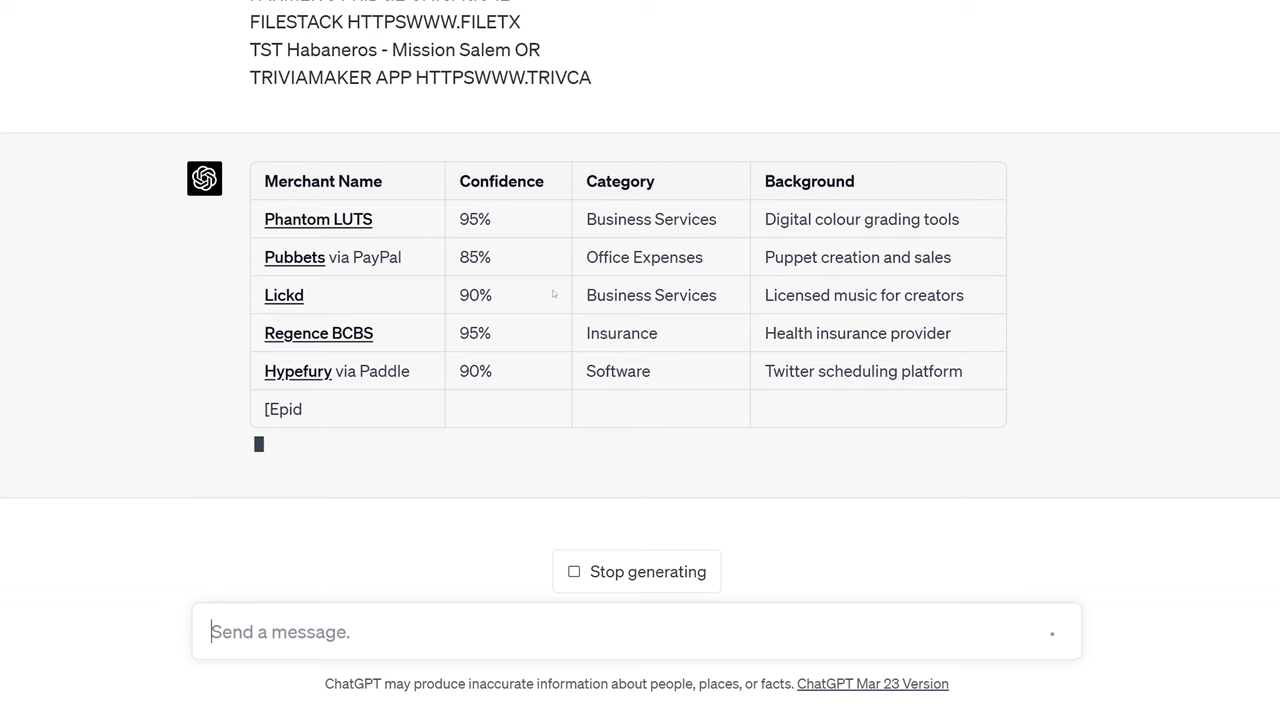 FILESTACK HTTPSWWW.FILETX
TST Habaneros - Mission Salem OR
TRIVIAMAKER APP HTTPSWWW.TRIVCA
Merchant Name Confidence Category Background
Phantom LUTS 95% Business Services Digital colour grading tools
Pubbets via PayPal 85% Office Expenses Puppet creation and sales
Lickd 90% Business Services Licensed music for creators
Regence BCBS 95% Insurance Health insurance provider
Hypefury via Paddle 90% Software Twitter scheduling platform
[Epid
Stop generating
Send a message.
ChatGPT may produce inaccurate information about people, places, or facts. ChatGPT Mar 23 Version